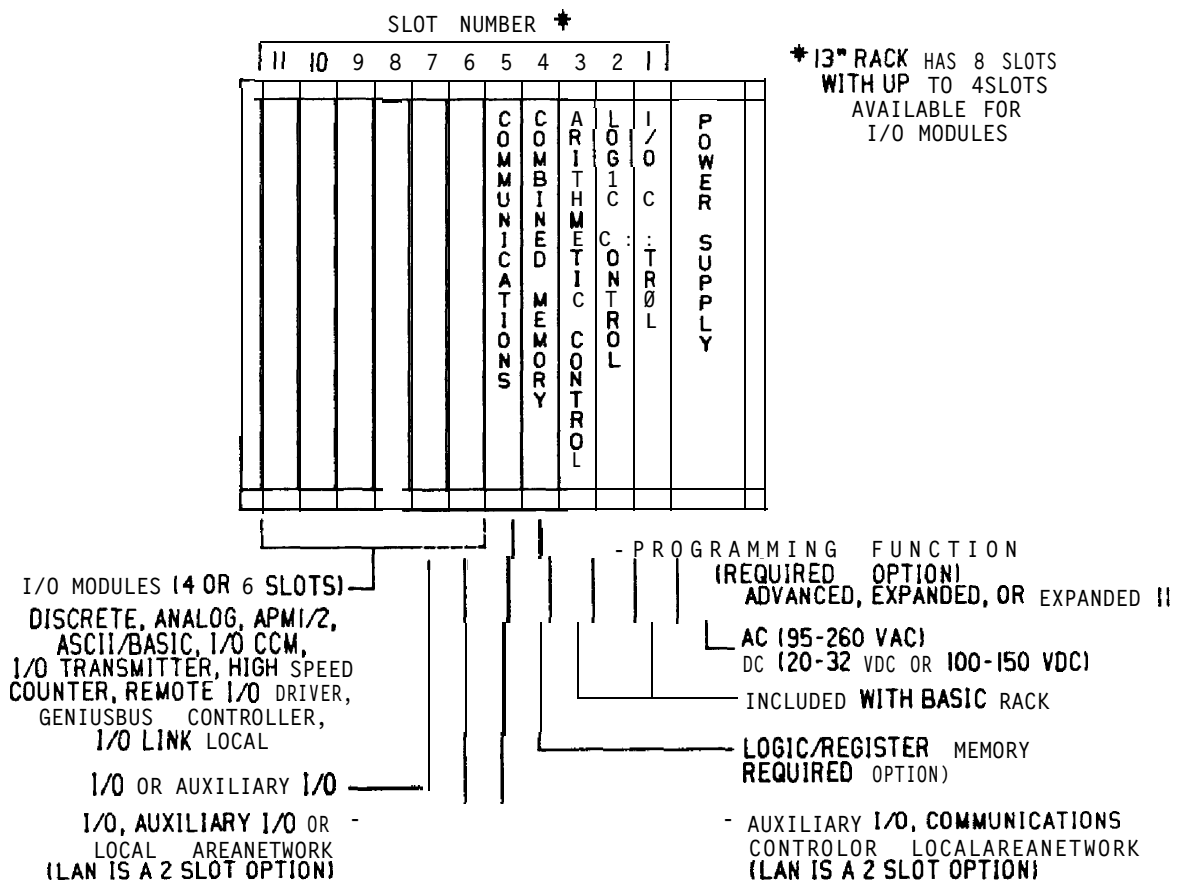 SLOT NUMBER *
11 10 9 8 7 6 5 4 3 2 1
* 13" RACK HAS 8 SLOTS
WITH UP TO 4SLOTS
AVAILABLE FOR
I/O MODULES
COMMUNICATIONS
COMBINED MEMORY
ARITHMETIC CONTROL
LOG1C C:ONTROL
I/O C :TRØL
POWER SUPPLY
-PROGRAMMING FUNCTION
(REQUIRED OPTION)
ADVANCED, EXPANDED, OR EXPANDED II
AC (95-260 VAC)
DC (20-32 VDC OR 100-150 VDC)
INCLUDED WITH BASIC RACK
LOGIC/REGISTER MEMORY
REQUIRED OPTION)
- AUXILIARY I/O, COMMUNICATIONS
CONTROLOR LOCALAREANETWORK
(LAN IS A 2 SLOT OPTION)
I/O MODULES (4 OR 6 SLOTS)
DISCRETE, ANALOG, APM1/2,
ASCII/BASIC, I/O CCM,
I/O TRANSMITTER, HIGH SPEED
COUNTER, REMOTE I/O DRIVER,
GENIUSBUS CONTROLLER,
I/O LINK LOCAL
I/O OR AUXILIARY I/O
I/O, AUXILIARY I/O OR -
LOCAL AREANETWORK
(LAN IS A 2 SLOT OPTION)